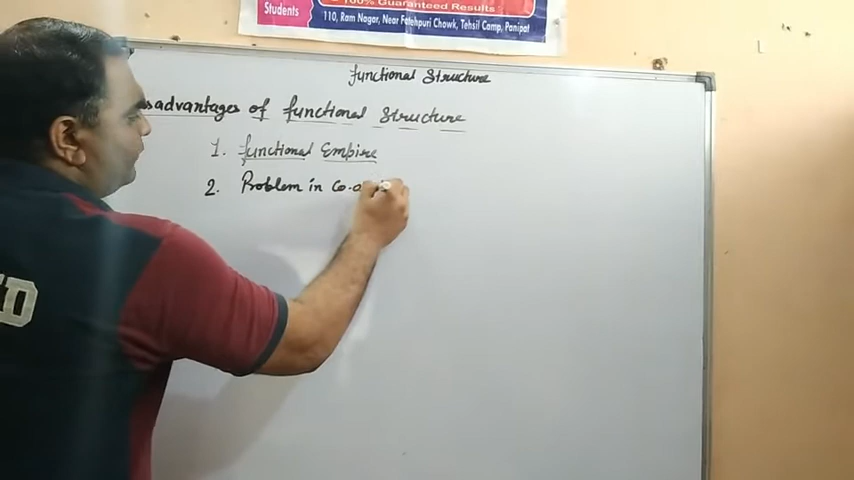 Students
100% Guaranteed Results
110, Ram Nagar, Near Fatehpuri Chowk, Tehsil Camp, Panipat
Functional Structure
sadvantages of functional Structure
1. functional Empire
2. Problem in Co-o
D